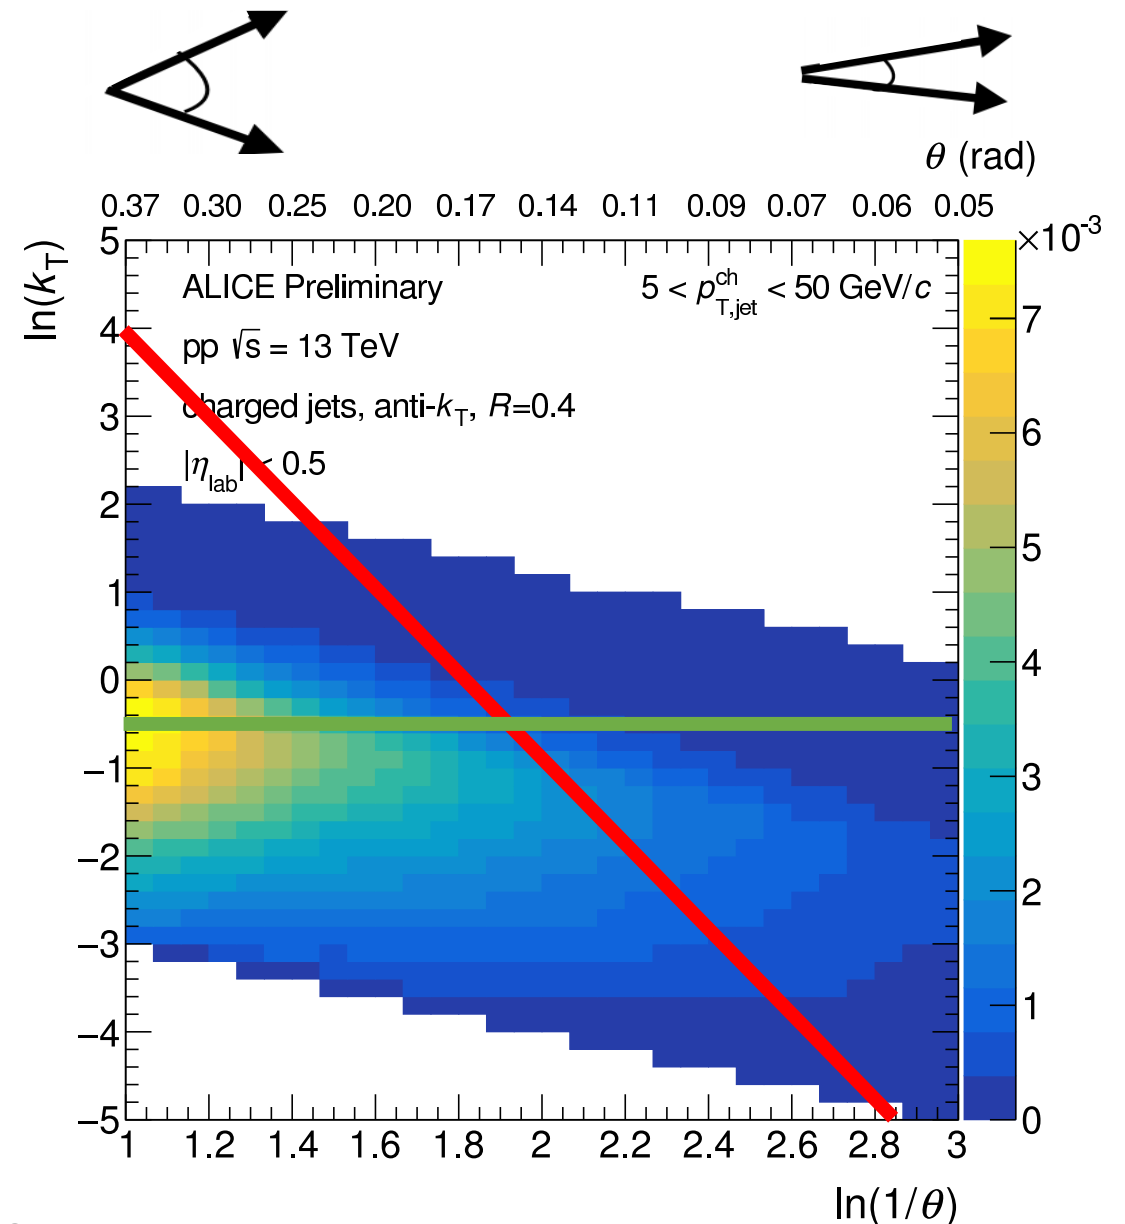 θ (rad)
0.37 0.30 0.25 0.20 0.17 0.14 0.11 0.09 0.07 0.06 0.05
×10⁻³
ln(k_T)
ALICE Preliminary
5 < p_T,jet^ch < 50 GeV/c
pp √s = 13 TeV
charged jets, anti-k_T, R=0.4
|η_lab| < 0.5
5
4
3
2
1
0
−1
−2
−3
−4
−5
7
6
5
4
3
2
1
0
1 1.2 1.4 1.6 1.8 2 2.2 2.4 2.6 2.8 3
ln(1/θ)